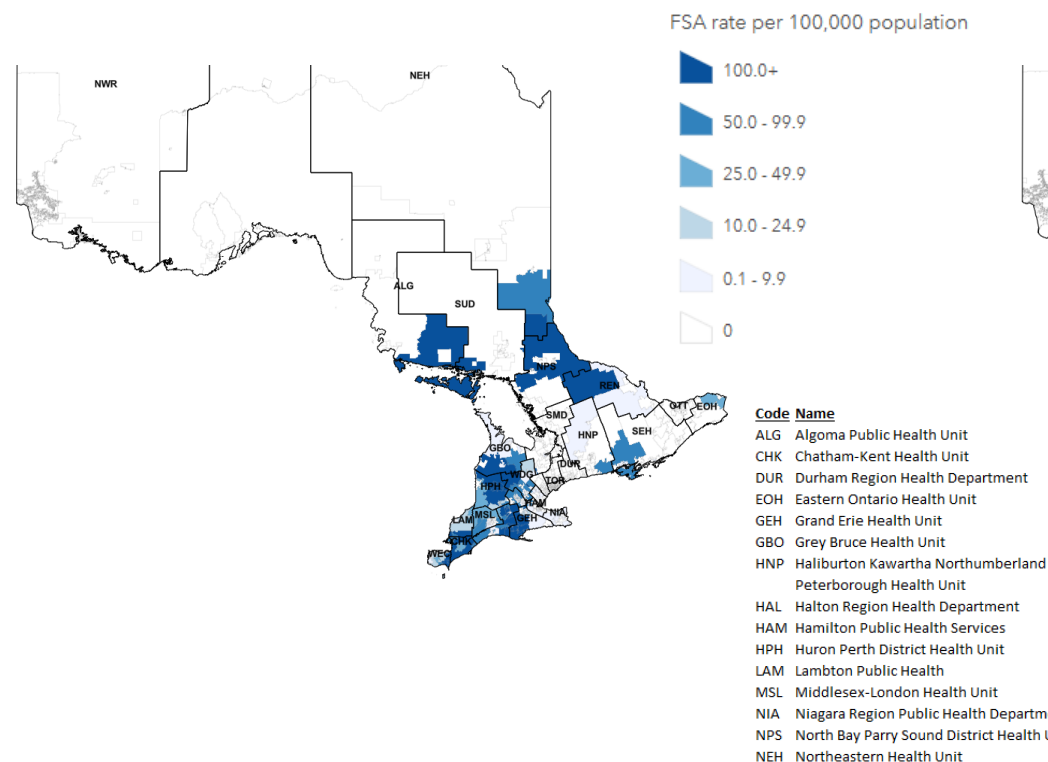 FSA rate per 100,000 population
100.0+
50.0 - 99.9
25.0 - 49.9
10.0 - 24.9
0.1 - 9.9
0
NWR
NEH
ALG
SUD
NPS
REN
SMD
HNP
SEH
OTT
EOH
GBO
DUR
WDG
TOR
HPH
HAM
NIA
LAM
MSL
GEH
CHK
WEC
Code Name
ALG Algoma Public Health Unit
CHK Chatham-Kent Health Unit
DUR Durham Region Health Department
EOH Eastern Ontario Health Unit
GEH Grand Erie Health Unit
GBO Grey Bruce Health Unit
HNP Haliburton Kawartha Northumberland
Peterborough Health Unit
HAL Halton Region Health Department
HAM Hamilton Public Health Services
HPH Huron Perth District Health Unit
LAM Lambton Public Health
MSL Middlesex-London Health Unit
NIA Niagara Region Public Health Departm
NPS North Bay Parry Sound District Health U
NEH Northeastern Health Unit